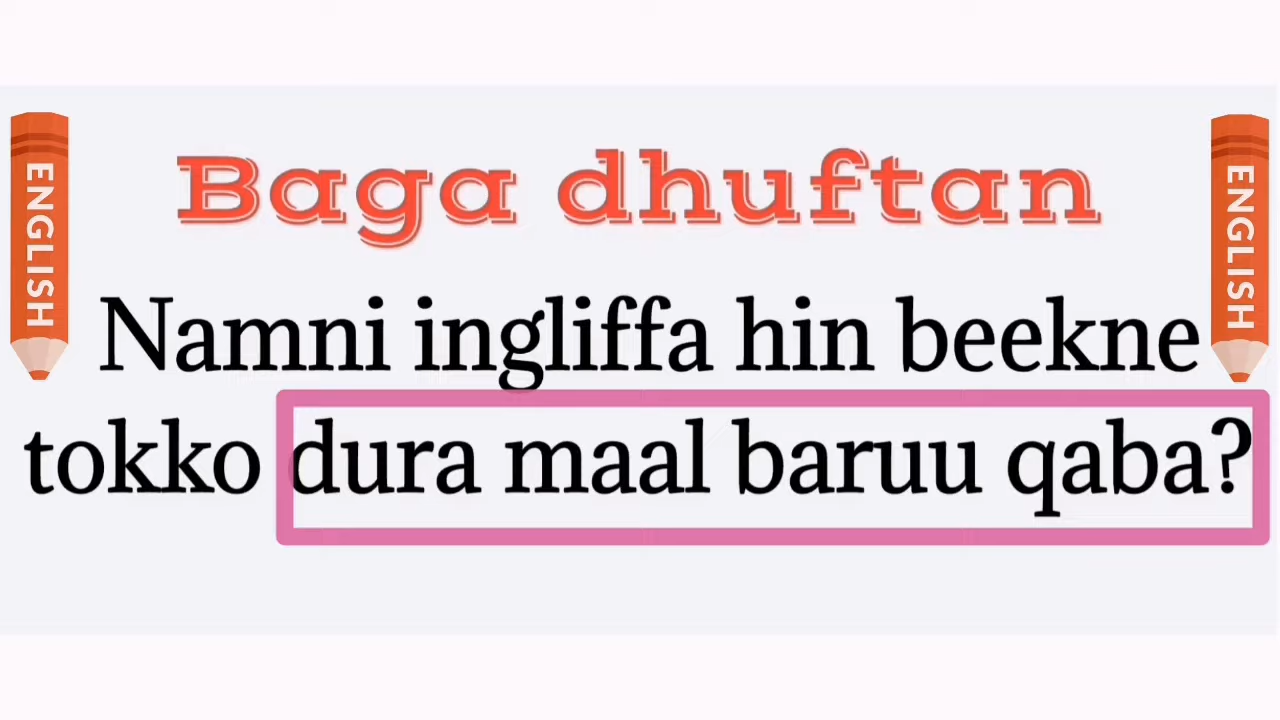 Baga dhuftan
ENGLISH
ENGLISH
Namni ingliffa hin beekne
tokko dura maal baruu qaba?